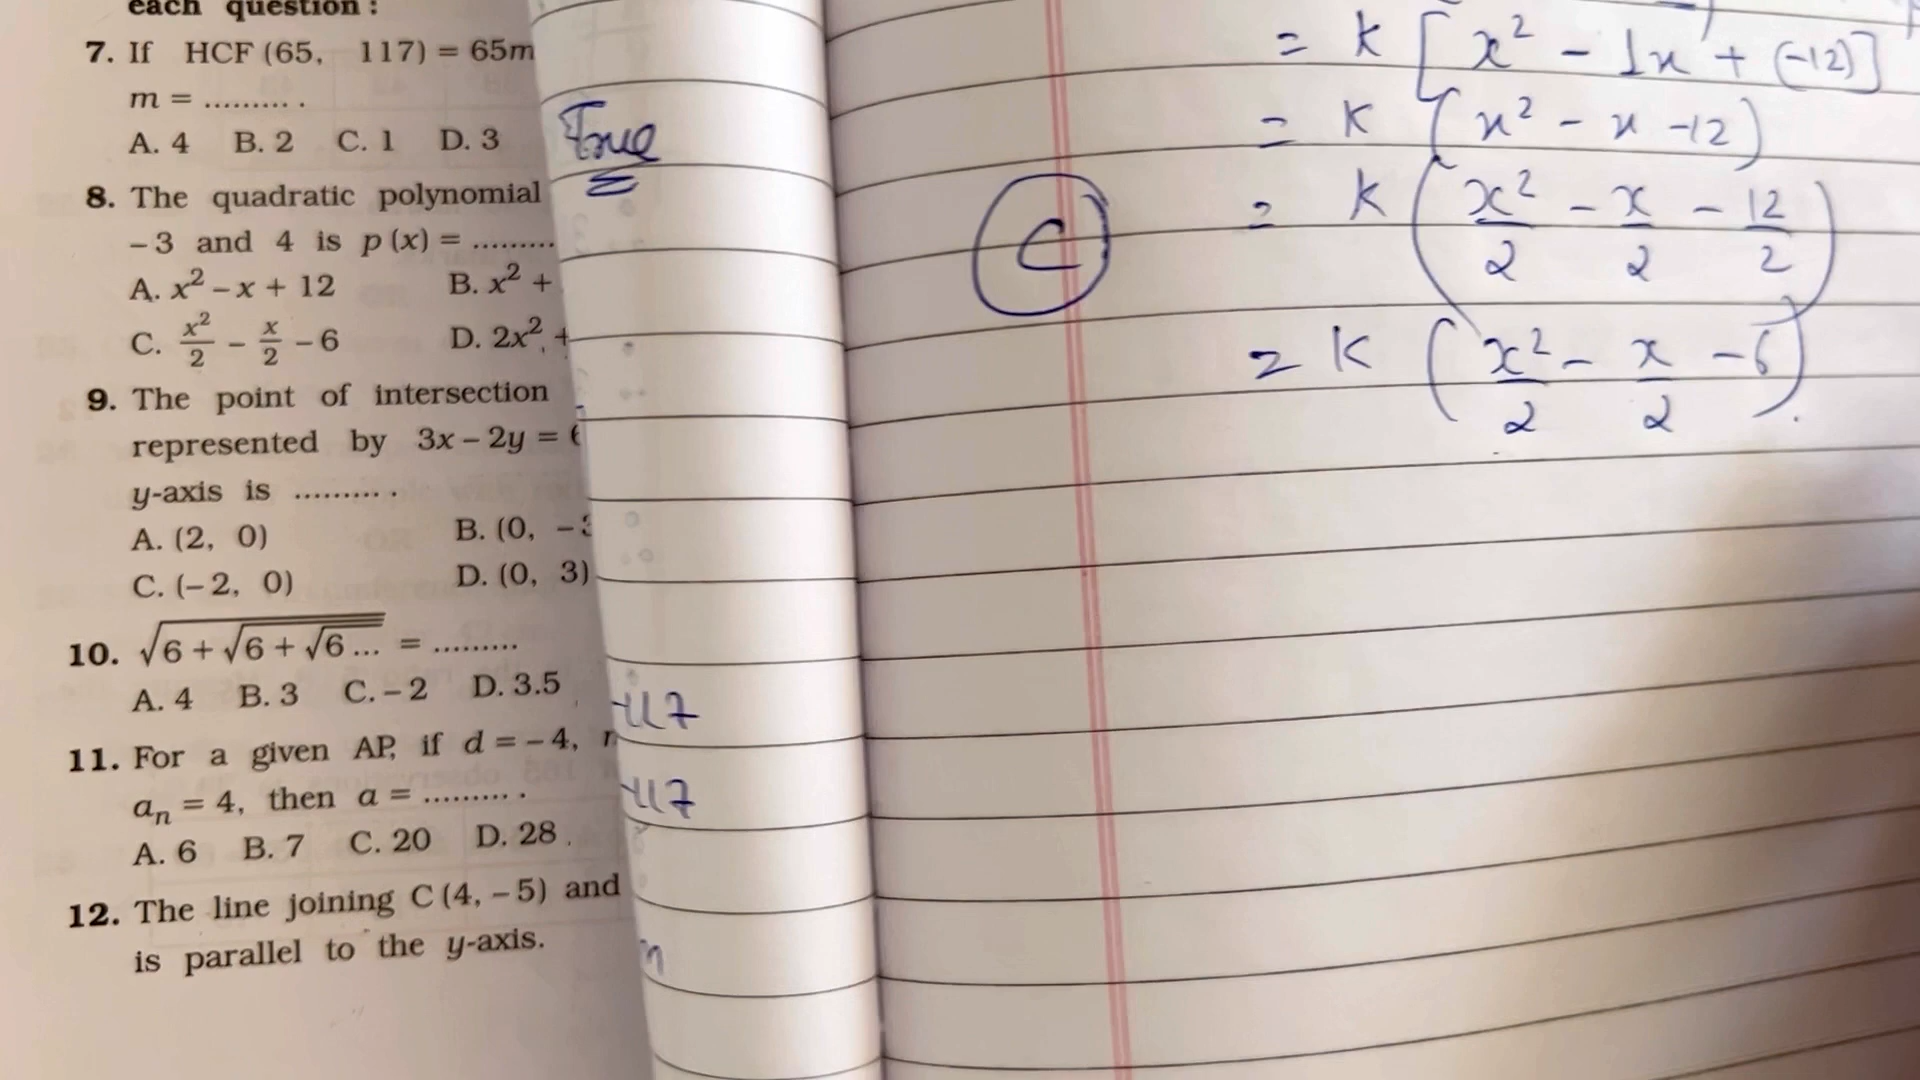 each question :
7. If HCF (65, 117) = 65m
m = ......... .
A. 4 B. 2 C. 1 D. 3
8. The quadratic polynomial
– 3 and 4 is p (x) = .........
A. x² – x + 12 B. x² +
C. x²/2 – x/2 – 6 D. 2x² +
9. The point of intersection
represented by 3x – 2y =
y-axis is ......... .
A. (2, 0) B. (0, –
C. (– 2, 0) D. (0, 3)
10. √6 + √6 + √6 ... = .........
A. 4 B. 3 C. – 2 D. 3.5
11. For a given AP, if d = – 4,
aₙ = 4, then a = ......... .
A. 6 B. 7 C. 20 D. 28 .
12. The line joining C (4, – 5) and
is parallel to the y-axis.
True
-117
-117
= K [x² - 1x + (-12)]
= K (x² - x -12)
C
= K (x²/2 - x/2 - 12/2)
= K (x²/2 - x/2 - 6).